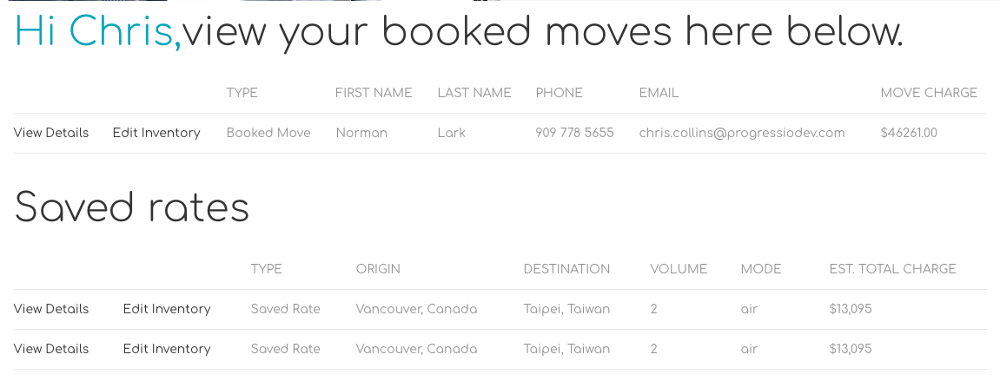 Hi Chris,view your booked moves here below.
TYPE FIRST NAME LAST NAME PHONE EMAIL MOVE CHARGE
View Details Edit Inventory Booked Move Norman Lark 909 778 5655 chris.collins@progressiodev.com $46261.00
Saved rates
TYPE ORIGIN DESTINATION VOLUME MODE EST. TOTAL CHARGE
View Details Edit Inventory Saved Rate Vancouver, Canada Taipei, Taiwan 2 air $13,095
View Details Edit Inventory Saved Rate Vancouver, Canada Taipei, Taiwan 2 air $13,095